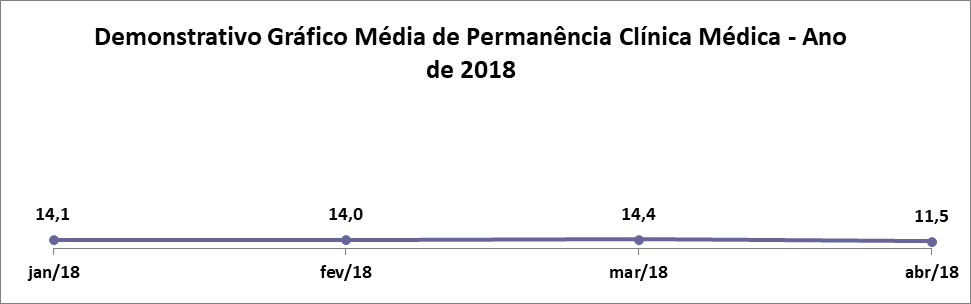 Demonstrativo Gráfico Média de Permanência Clínica Médica - Ano
de 2018
14,1 14,0 14,4 11,5
jan/18 fev/18 mar/18 abr/18